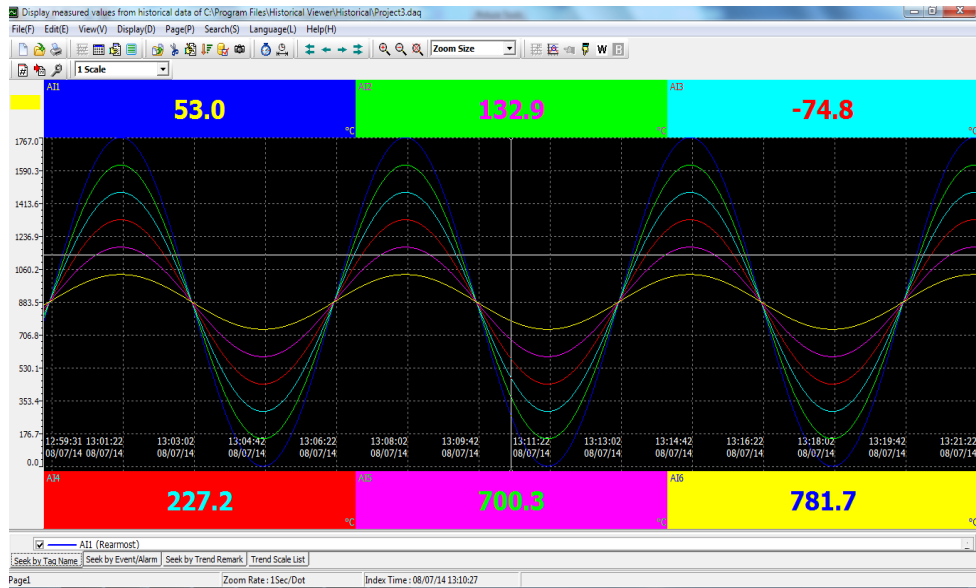 Display measured values from historical data of C:\Program Files\Historical Viewer\Historical\Project3.daq
File(F) Edit(E) View(V) Display(D) Page(P) Search(S) Language(L) Help(H)
Zoom Size
W B
1 Scale
AI1 AI2 AI3
53.0 132.9 -74.8
°C °C °C
1767.0
1590.3
1413.6
1236.9
1060.2
883.5
706.8
530.1
353.4
176.7
12:59:31 13:01:22 13:03:02 13:04:42 13:06:22 13:08:02 13:09:42 13:11:22 13:13:02 13:14:42 13:16:22 13:18:02 13:19:42 13:21:22
08/07/14 08/07/14 08/07/14 08/07/14 08/07/14 08/07/14 08/07/14 08/07/14 08/07/14 08/07/14 08/07/14 08/07/14 08/07/14 08/07/14
0.0
AI4 AI5 AI6
227.2 700.3 781.7
°C °C °C
AI1 (Rearmost)
Seek by Tag Name Seek by Event/Alarm Seek by Trend Remark Trend Scale List
Page1 Zoom Rate : 1Sec/Dot Index Time : 08/07/14 13:10:27